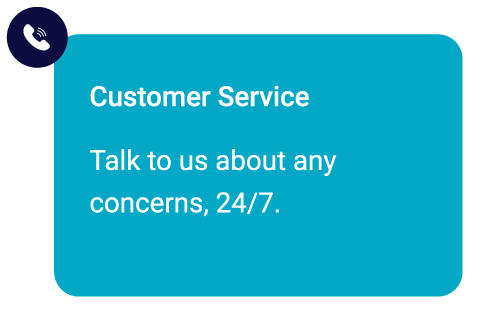 Customer Service
Talk to us about any
concerns, 24/7.